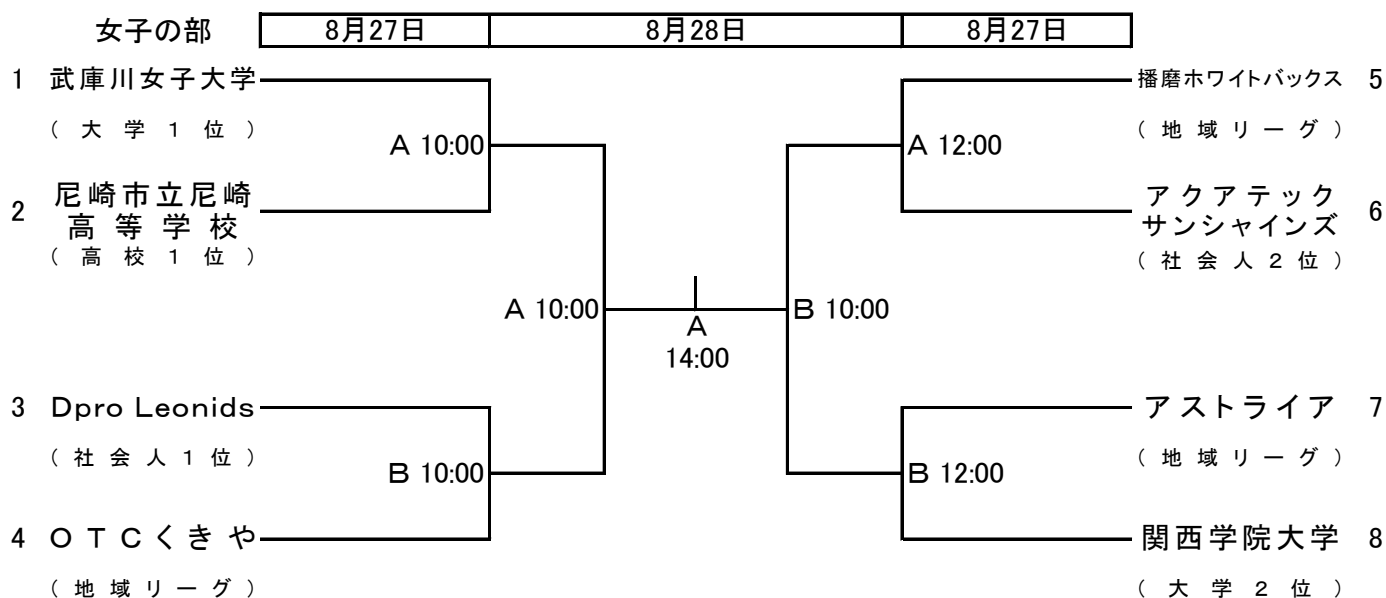 女子の部 8月27日 8月28日 8月27日
1 武庫川女子大学
(大学1位)
A 10:00
2 尼崎市立尼崎
高等学校
(高校1位)
A 10:00
3 Dpro Leonids
(社会人1位)
B 10:00
4 OTCくきや
(地域リーグ)
A
14:00
播磨ホワイトバックス 5
(地域リーグ)
A 12:00
アクアテック
サンシャインズ 6
(社会人2位)
B 10:00
アストライア 7
(地域リーグ)
B 12:00
関西学院大学 8
(大学2位)